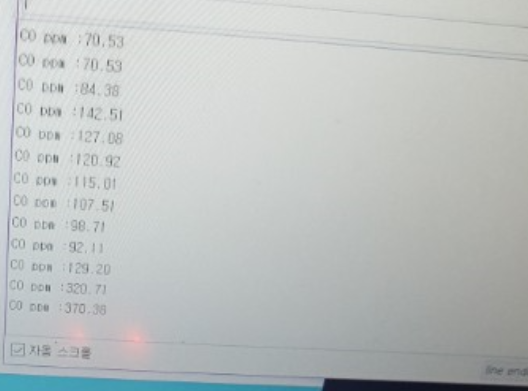 CO ppm :70.53
CO ppm :70.53
CO ppm :84.38
CO ppm :142.51
CO ppm :127.08
CO ppm :120.92
CO ppm :115.01
CO ppm :107.51
CO ppm :98.71
CO ppm :92.11
CO ppm :129.20
CO ppm :320.71
CO ppm :370.38
자동 스크롤
line end